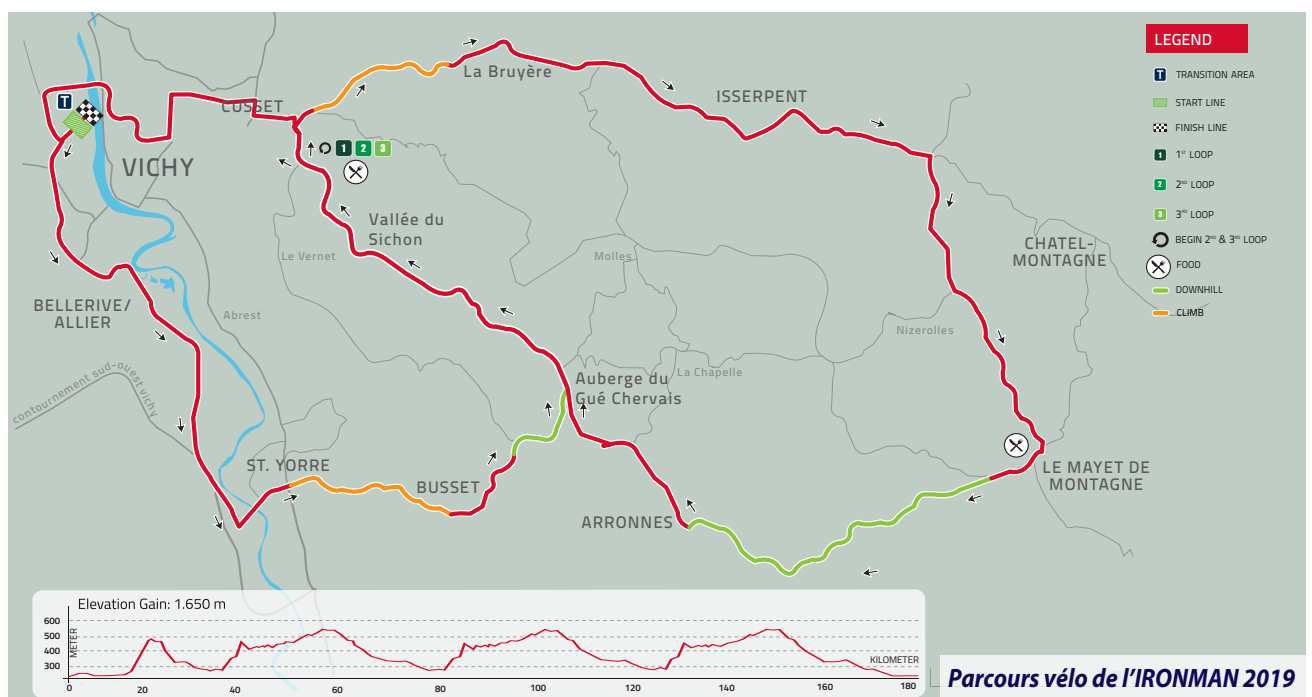 LEGEND
T TRANSITION AREA
START LINE
FINISH LINE
1 1ST LOOP
2 2ND LOOP
3 3RD LOOP
BEGIN 2ND & 3RD LOOP
FOOD
DOWNHILL
CLIMB
La Bruyère
ISSERPENT
T
CUSSET
VICHY
1 2 3
Vallée du
Sichon
Le Vernet
Molles
CHATEL-
MONTAGNE
BELLERIVE/
ALLIER
Abrest
Nizerolles
contournement sud-ouest vichy
La Chapelle
Auberge du
Gué Chervais
ST. YORRE
BUSSET
LE MAYET DE
MONTAGNE
ARRONNES
Elevation Gain: 1.650 m
600
500
400
300
METER
KILOMETER
0 20 40 60 80 100 120 140 160 180
Parcours vélo de l'IRONMAN 2019